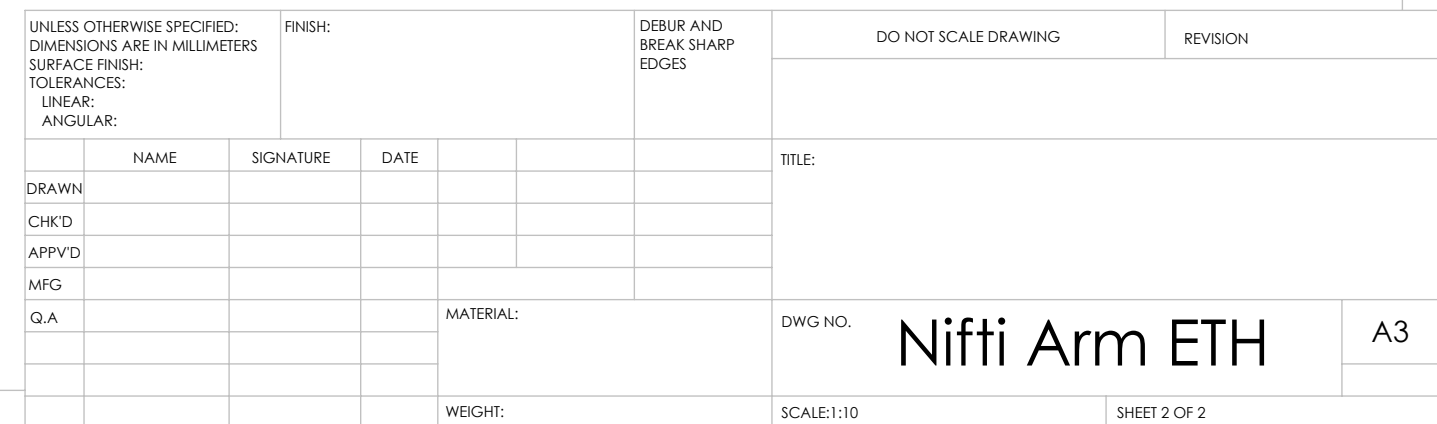 UNLESS OTHERWISE SPECIFIED:
DIMENSIONS ARE IN MILLIMETERS
SURFACE FINISH:
TOLERANCES:
LINEAR:
ANGULAR:
FINISH:
DEBUR AND
BREAK SHARP
EDGES
DO NOT SCALE DRAWING
REVISION
NAME
SIGNATURE
DATE
DRAWN
CHK'D
APPV'D
MFG
Q.A
TITLE:
MATERIAL:
DWG NO.
Nifti Arm ETH
A3
WEIGHT:
SCALE:1:10
SHEET 2 OF 2